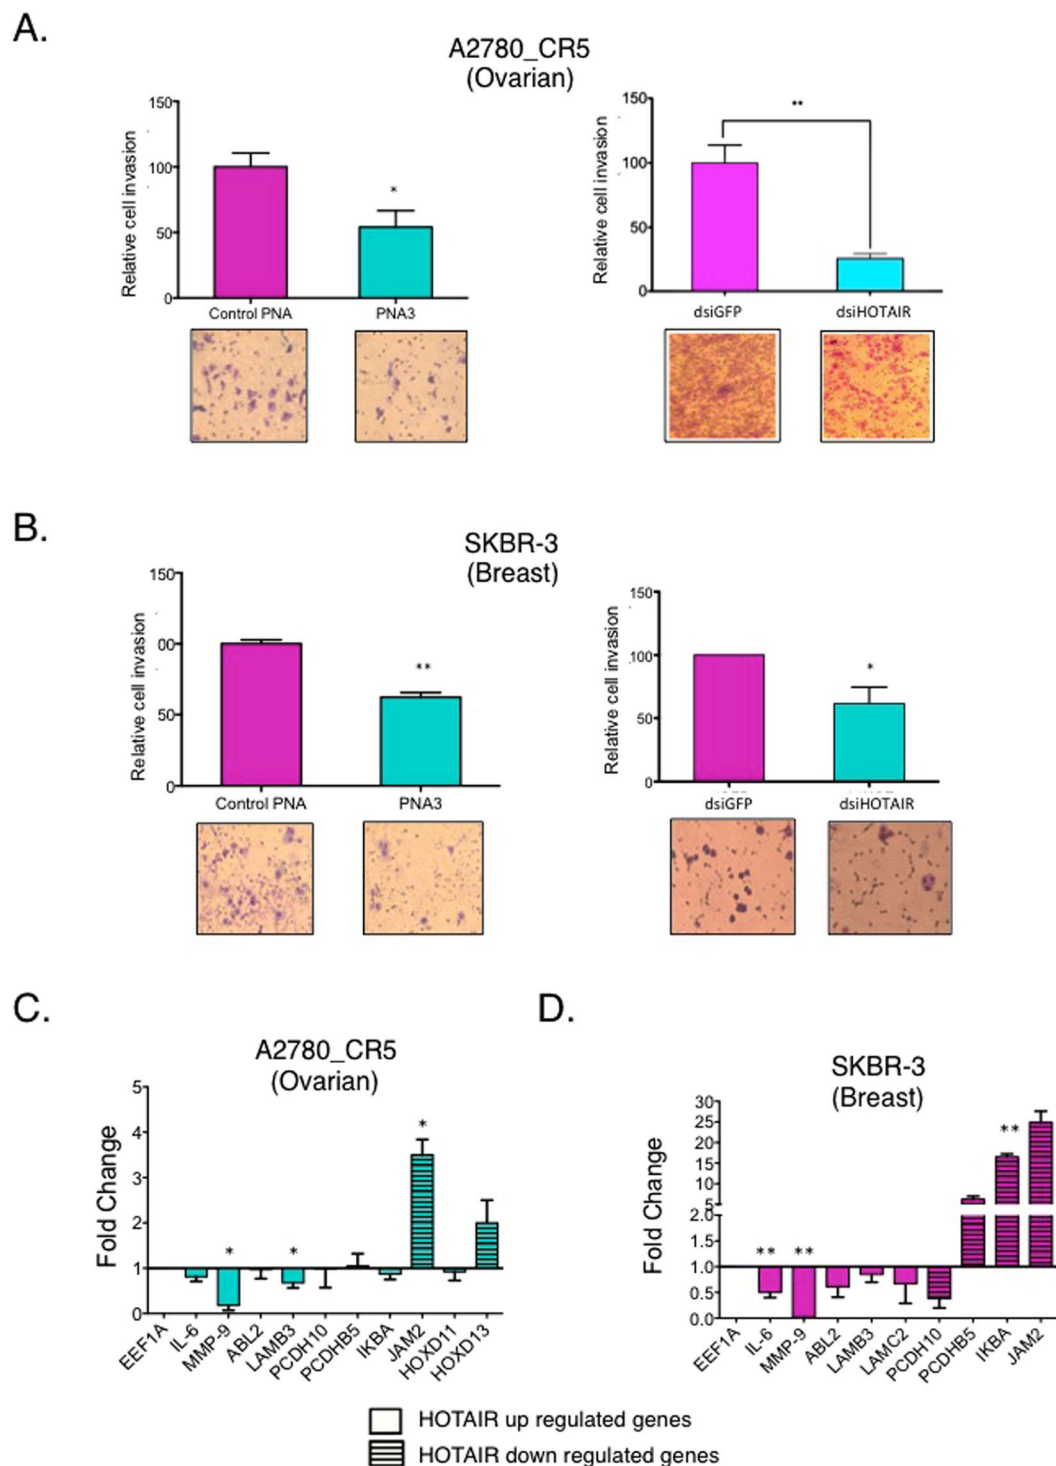 A.
A2780_CR5
(Ovarian)
Relative cell invasion
150
100
50
0
*
Control PNA
PNA3
Relative cell invasion
150
100
50
0
**
dsiGFP
dsiHOTAIR
B.
SKBR-3
(Breast)
Relative cell invasion
150
00
50
0
**
Control PNA
PNA3
Relative cell invasion
150
100
50
0
*
dsiGFP
dsiHOTAIR
C.
A2780_CR5
(Ovarian)
Fold Change
5
4
3
2
1
0
*
*
*
EEF1A
IL-6
MMP-9
ABL2
LAMB3
PCDH10
PCDHB5
IKBA
JAM2
HOXD11
HOXD13
D.
SKBR-3
(Breast)
Fold Change
30
25
20
15
10
5
2.0
1.5
1.0
0.5
0.0
**
**
**
EEF1A
IL-6
MMP-9
ABL2
LAMB3
LAMC2
PCDH10
PCDHB5
IKBA
JAM2
HOTAIR up regulated genes
HOTAIR down regulated genes